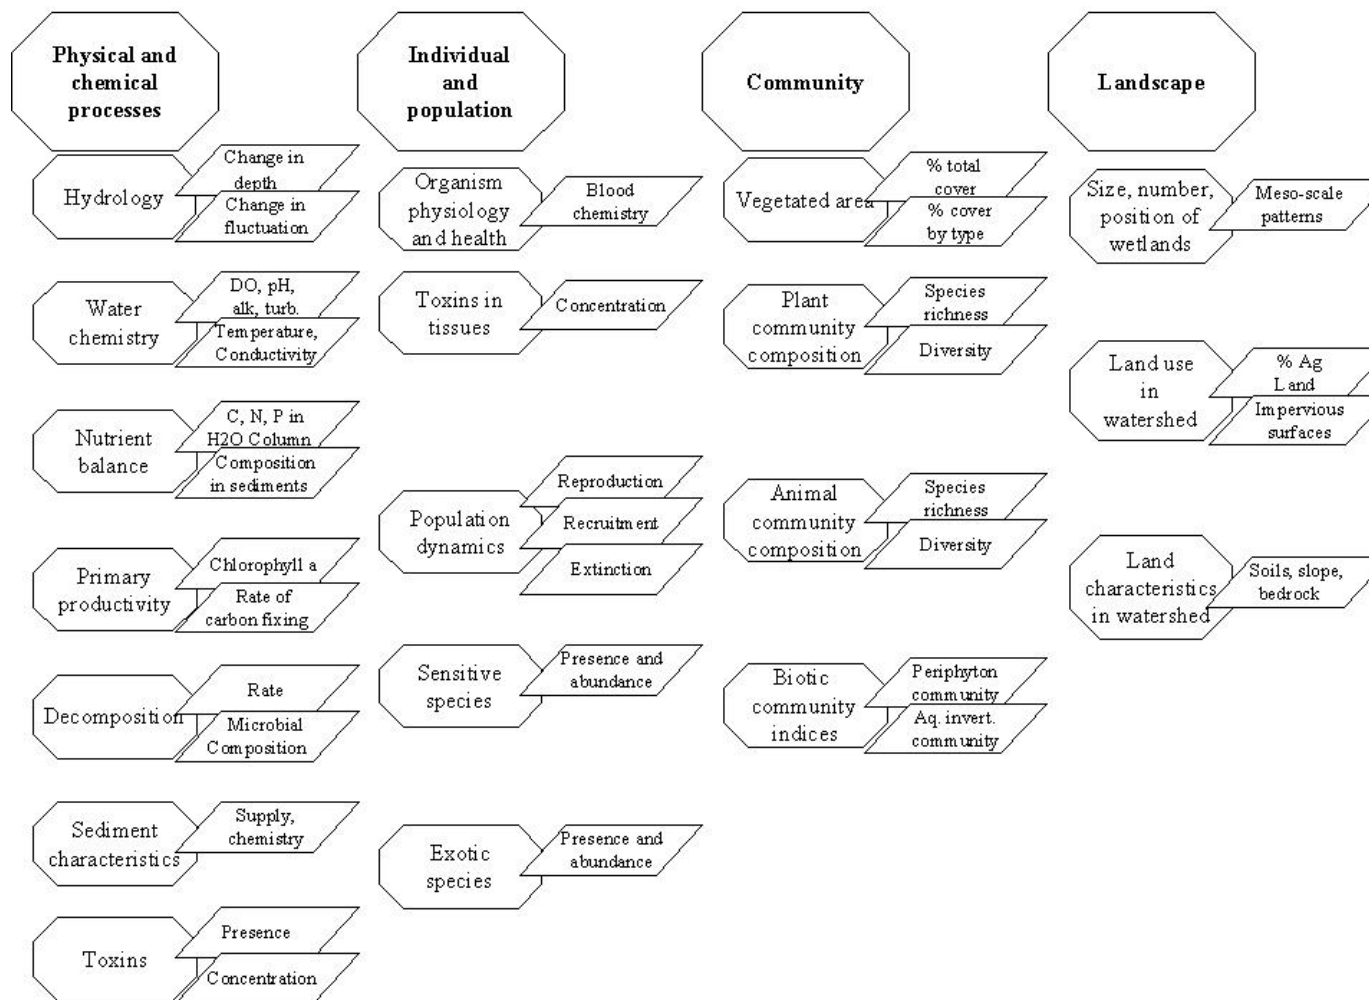 Physical and
chemical
processes
Hydrology
Change in
depth
Change in
fluctuation
Water
chemistry
DO, pH,
alk, turb.
Temperature,
Conductivity
Nutrient
balance
C, N, P in
H2O Column
Composition
in sediments
Primary
productivity
Chlorophyll a
Rate of
carbon fixing
Decomposition
Rate
Microbial
Composition
Sediment
characteristics
Supply,
chemistry
Toxins
Presence
Concentration
Individual
and
population
Organism
physiology
and health
Blood
chemistry
Toxins in
tissues
Concentration
Population
dynamics
Reproduction
Recruitment
Extinction
Sensitive
species
Presence and
abundance
Exotic
species
Presence and
abundance
Community
Vegetated area
% total
cover
% cover
by type
Plant
community
composition
Species
richness
Diversity
Animal
community
composition
Species
richness
Diversity
Biotic
community
indices
Periphyton
community
Aq. invert.
community
Landscape
Size, number,
position of
wetlands
Meso-scale
patterns
Land use
in
watershed
% Ag
Land
Impervious
surfaces
Land
characteristics
in watershed
Soils, slope,
bedrock